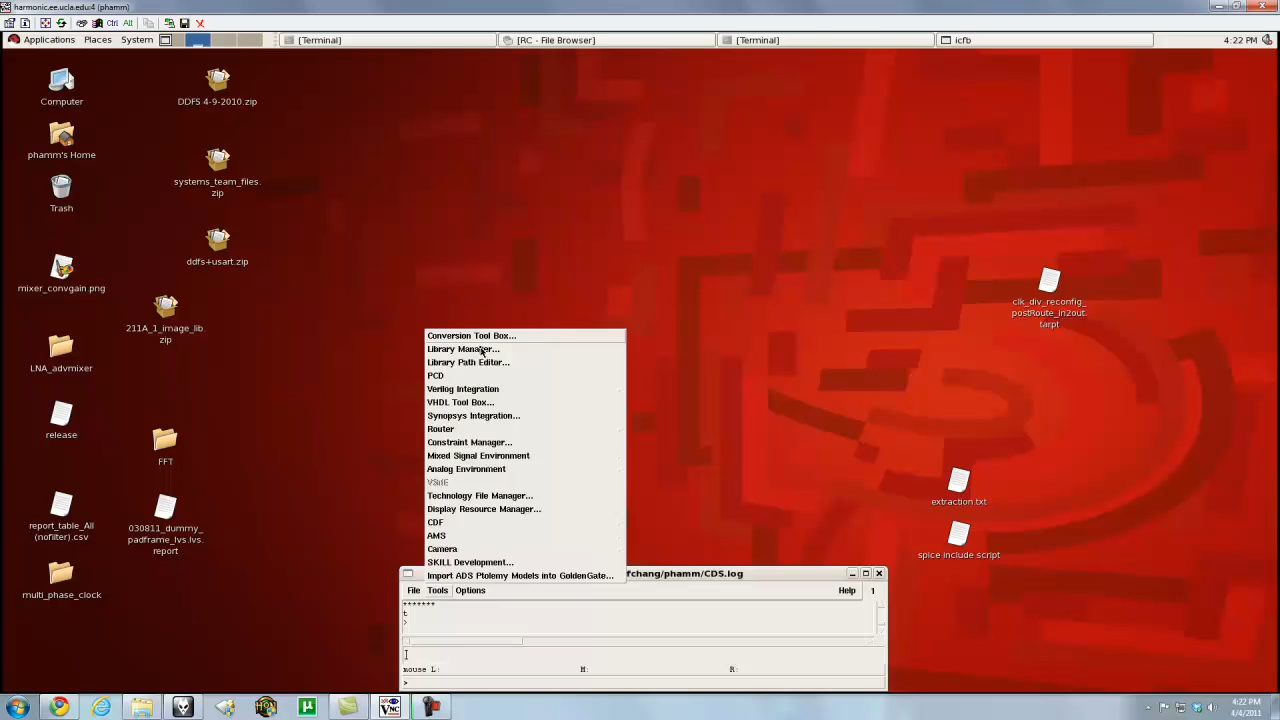 harmonic.ee.ucla.edu:4 (phamm)
Ctrl Alt
Applications Places System
[Terminal]
[RC - File Browser]
[Terminal]
icfb
4:22 PM
Computer
DDFS 4-9-2010.zip
phamm's Home
systems_team_files.
zip
Trash
ddfs+usart.zip
mixer_convgain.png
211A_1_image_lib.
zip
clk_div_reconfig_
postRoute_in2out.
tarpt
LNA_advmixer
release
FFT
extraction.txt
report_table_All
(nofilter).csv
030811_dummy_
padframe_lvs.lvs.
report
spice include script
multi_phase_clock
Conversion Tool Box...
Library Manager...
Library Path Editor...
PCD
Verilog Integration
VHDL Tool Box...
Synopsys Integration...
Router
Constraint Manager...
Mixed Signal Environment
Analog Environment
Technology File Manager...
Display Resource Manager...
CDF
AMS
Camera
SKILL Development...
Import ADS Ptolemy Models into GoldenGate...
fchang/phamm/CDS.log
File Tools Options Help 1
*******
t
>
mouse L: M: R:
>
4:22 PM
4/4/2011